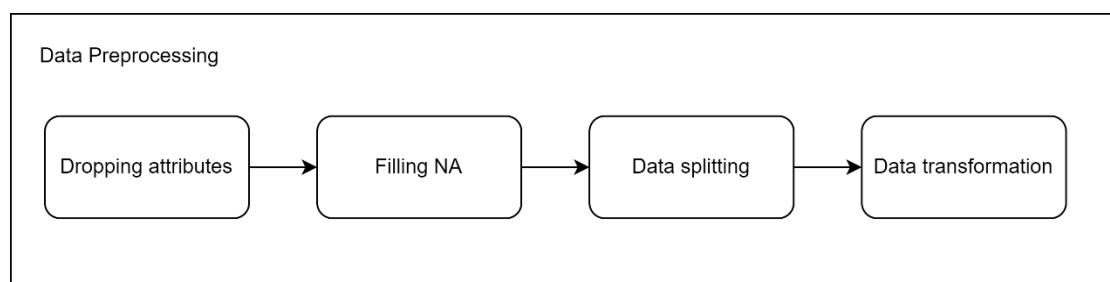 Data Preprocessing
Dropping attributes
Filling NA
Data splitting
Data transformation